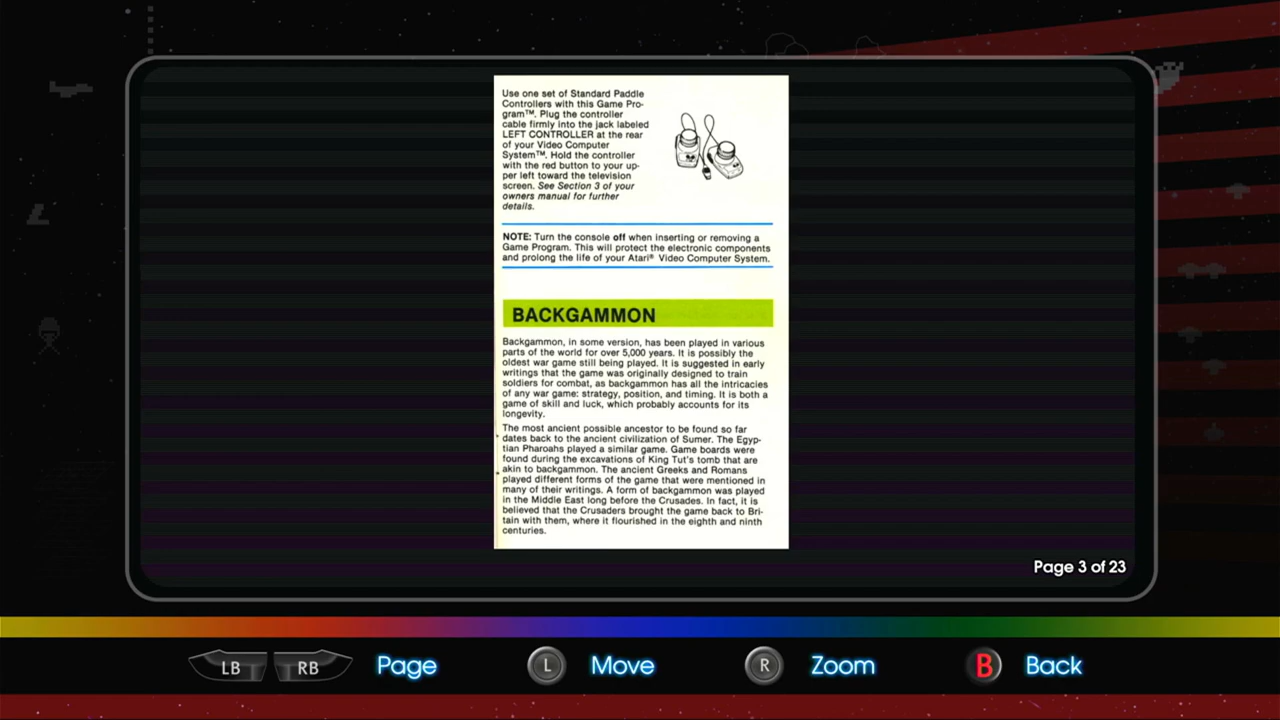 Use one set of Standard Paddle
Controllers with this Game Pro-
gram™. Plug the controller
cable firmly into the jack labeled
LEFT CONTROLLER at the rear
of your Video Computer
System™. Hold the controller
with the red button to your up-
per left toward the television
screen. See Section 3 of your
owners manual for further
details.
NOTE: Turn the console off when inserting or removing a
Game Program. This will protect the electronic components
and prolong the life of your Atari® Video Computer System.
BACKGAMMON
Backgammon, in some version, has been played in various
parts of the world for over 5,000 years. It is possibly the
oldest war game still being played. It is suggested in early
writings that the game was originally designed to train
soldiers for combat, as backgammon has all the intricacies
of any war game: strategy, position, and timing. It is both a
game of skill and luck, which probably accounts for its
longevity.
The most ancient possible ancestor to be found so far
dates back to the ancient civilization of Sumer. The Egyp-
tian Pharoahs played a similar game. Game boards were
found during the excavations of King Tut's tomb that are
akin to backgammon. The ancient Greeks and Romans
played different forms of the game that were mentioned in
many of their writings. A form of backgammon was played
in the Middle East long before the Crusades. In fact, it is
believed that the Crusaders brought the game back to Bri-
tain with them, where it flourished in the eighth and ninth
centuries.
Page 3 of 23
LB RB Page L Move R Zoom B Back